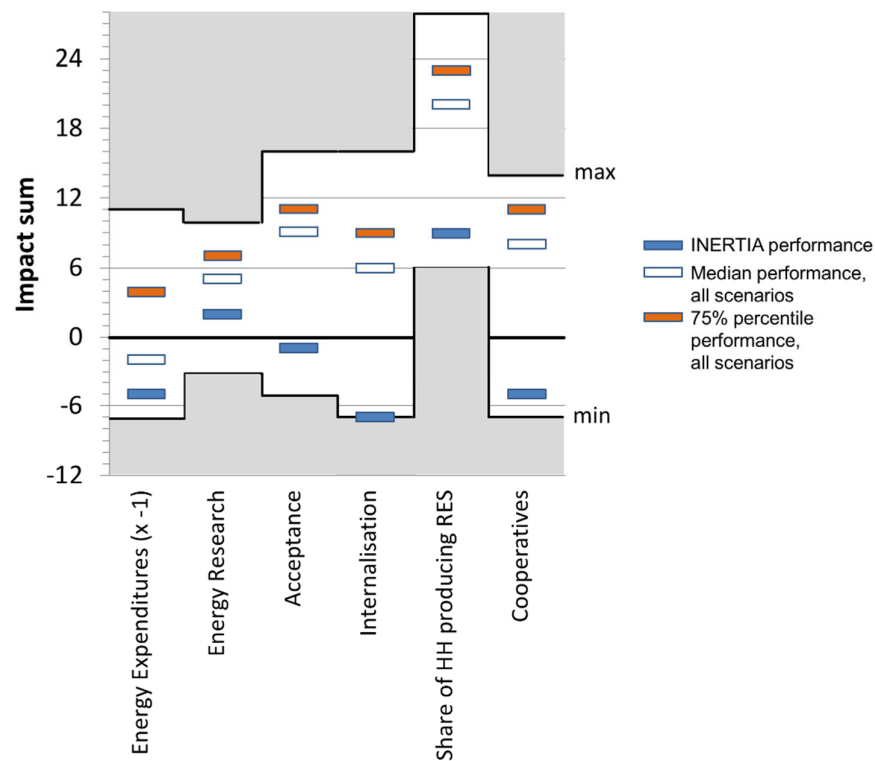 Impact sum
24
18
12
6
0
-6
-12
max
min
Energy Expenditures (x -1)
Energy Research
Acceptance
Internalisation
Share of HH producing RES
Cooperatives
INERTIA performance
Median performance,
all scenarios
75% percentile
performance,
all scenarios